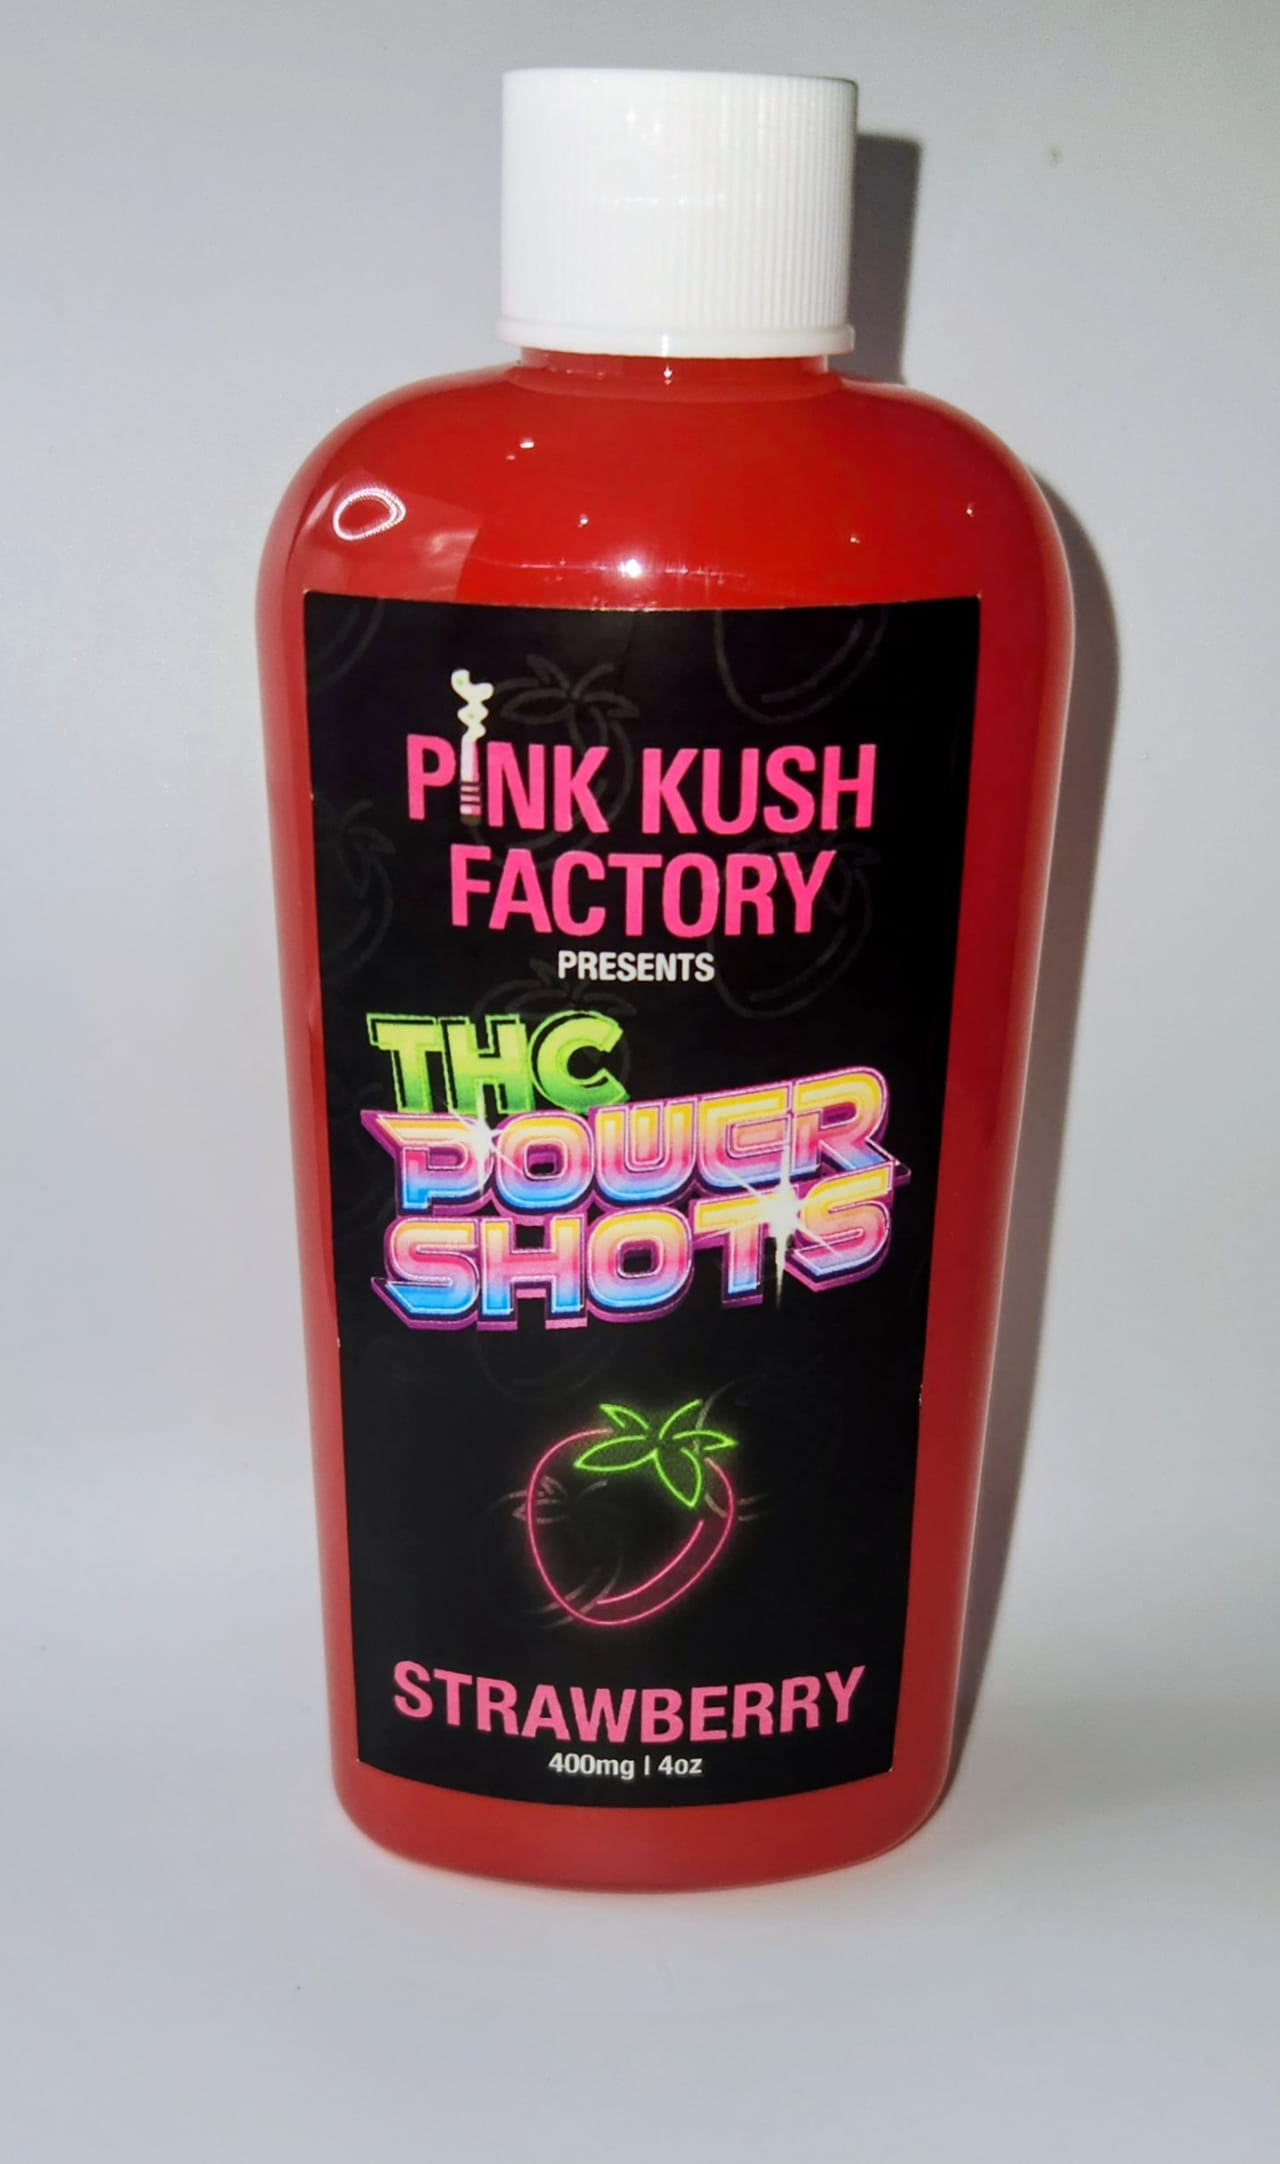 PINK KUSH
FACTORY
PRESENTS
THC
POWER
SHOTS
STRAWBERRY
400mg | 4oz